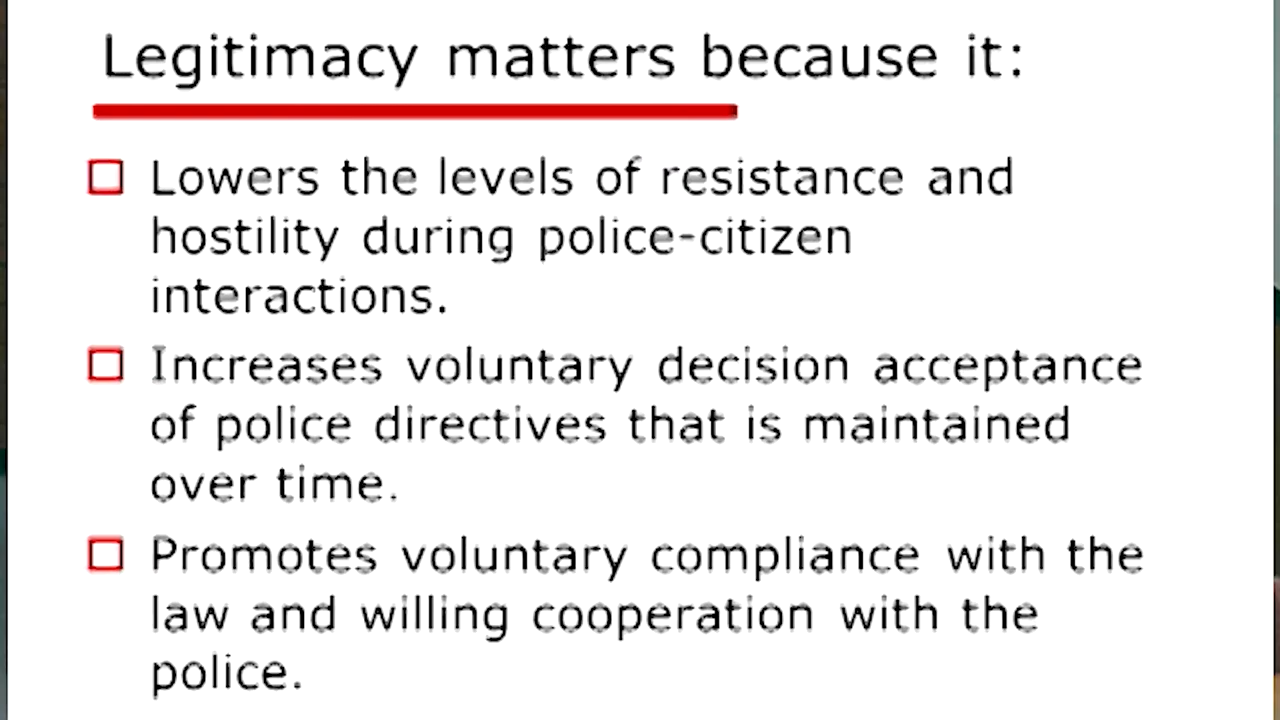 Legitimacy matters because it:
Lowers the levels of resistance and
hostility during police-citizen
interactions.
Increases voluntary decision acceptance
of police directives that is maintained
over time.
Promotes voluntary compliance with the
law and willing cooperation with the
police.